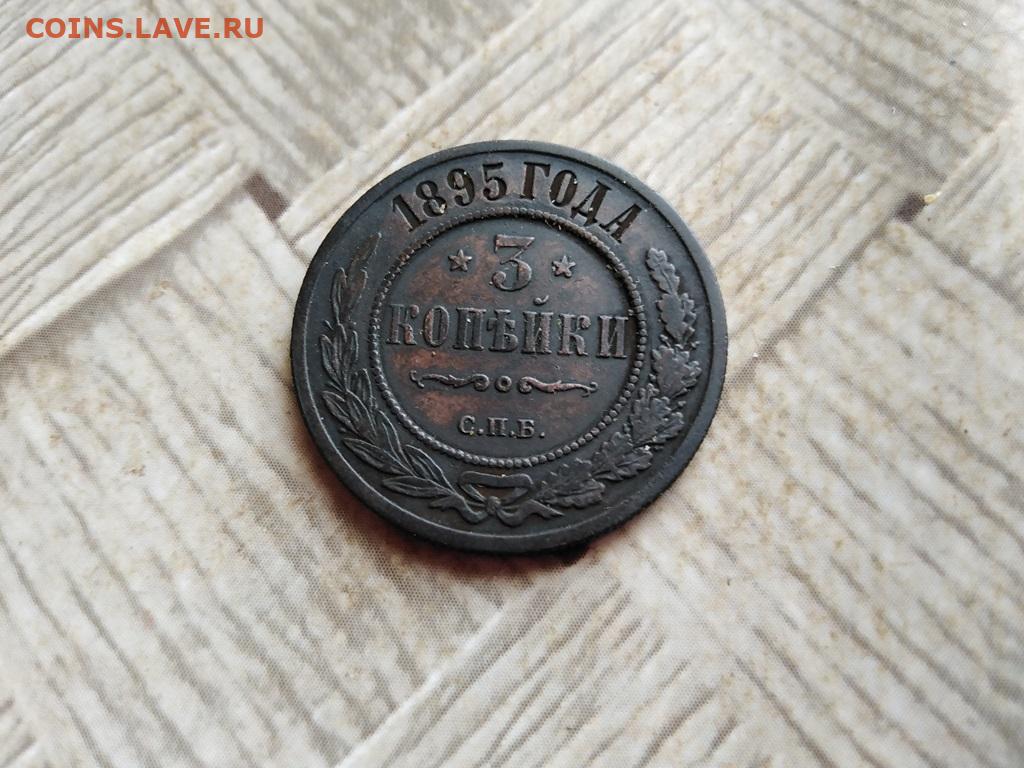 COINS.LAVE.RU
1895 ГОДА
3
КОПѢЙКИ
С.П.Б.